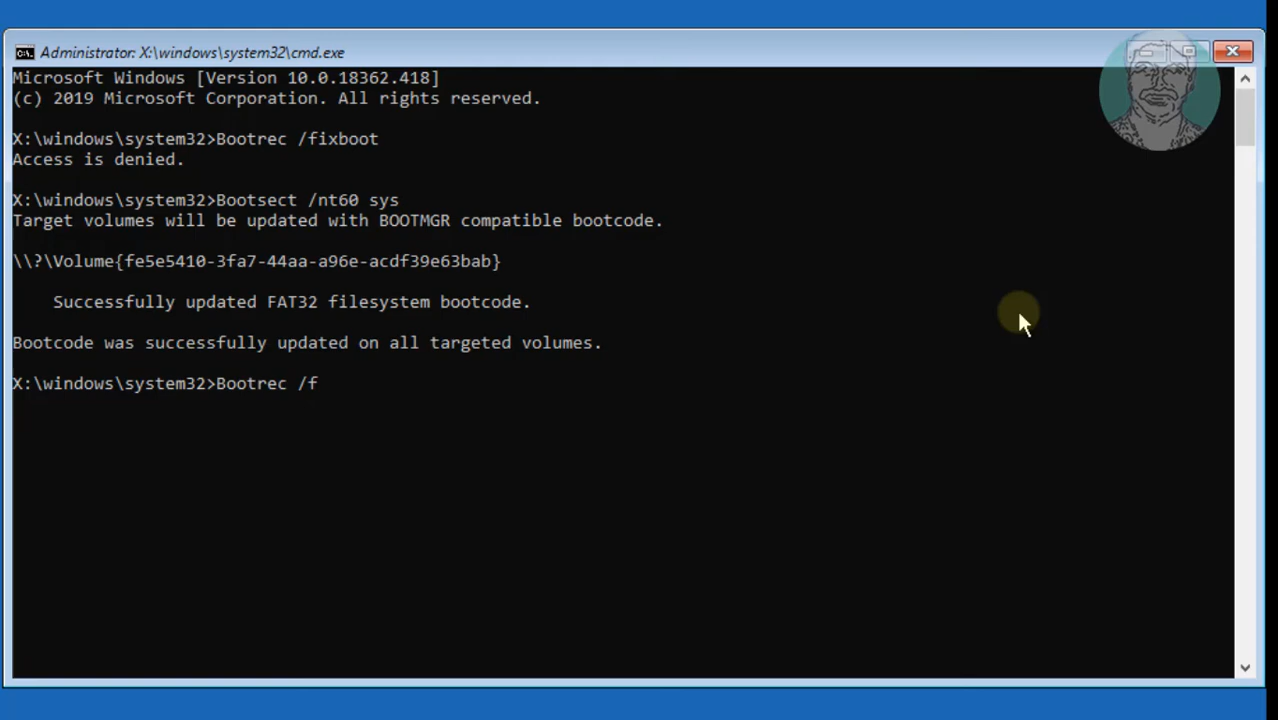 Administrator: X:\windows\system32\cmd.exe
Microsoft Windows [Version 10.0.18362.418]
(c) 2019 Microsoft Corporation. All rights reserved.
X:\windows\system32>Bootrec /fixboot
Access is denied.
X:\windows\system32>Bootsect /nt60 sys
Target volumes will be updated with BOOTMGR compatible bootcode.
\\?\Volume{fe5e5410-3fa7-44aa-a96e-acdf39e63bab}
Successfully updated FAT32 filesystem bootcode.
Bootcode was successfully updated on all targeted volumes.
X:\windows\system32>Bootrec /f